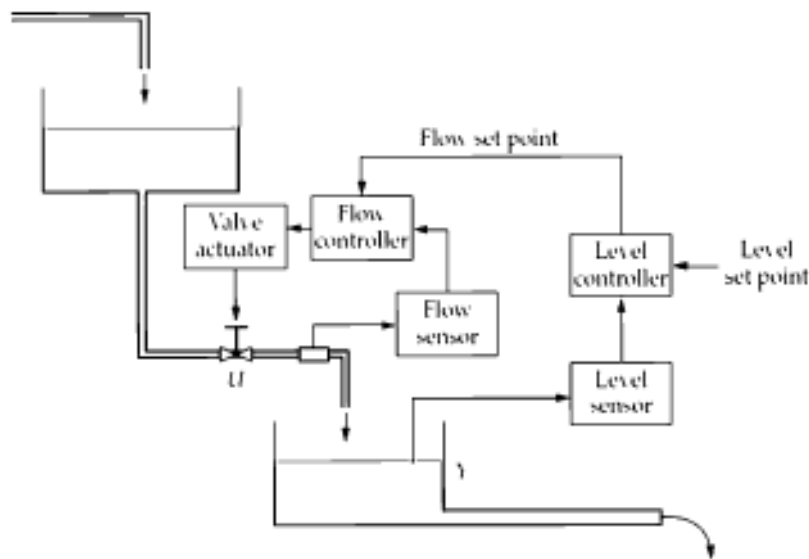 Flow set point
Valve
actuator
Flow
controller
Level
controller
Level
set point
Flow
sensor
U
Level
sensor